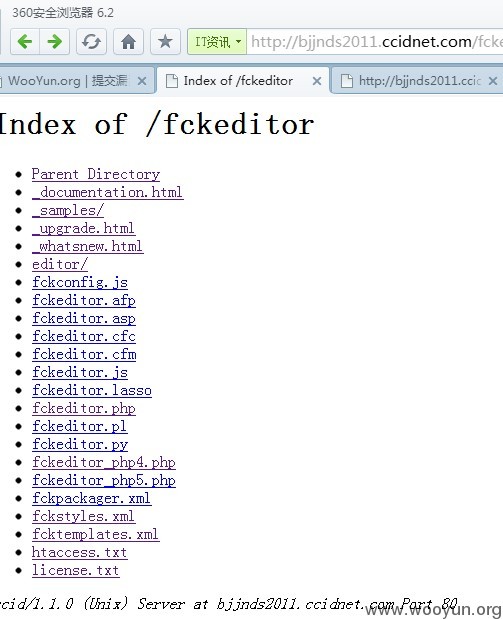 360安全浏览器 6.2
IT资讯 http://bjjnds2011.ccidnet.com/fcke
WooYun.org | 提交漏 Index of /fckeditor http://bjjnds2011.ccid
Index of /fckeditor
Parent Directory
_documentation.html
_samples/
_upgrade.html
_whatsnew.html
editor/
fckconfig.js
fckeditor.afp
fckeditor.asp
fckeditor.cfc
fckeditor.cfm
fckeditor.js
fckeditor.lasso
fckeditor.php
fckeditor.pl
fckeditor.py
fckeditor_php4.php
fckeditor_php5.php
fckpackager.xml
fckstyles.xml
fcktemplates.xml
htaccess.txt
license.txt
ccid/1.1.0 (Unix) Server at bjjnds2011.ccidnet.com Port 80
www.wooyun.org